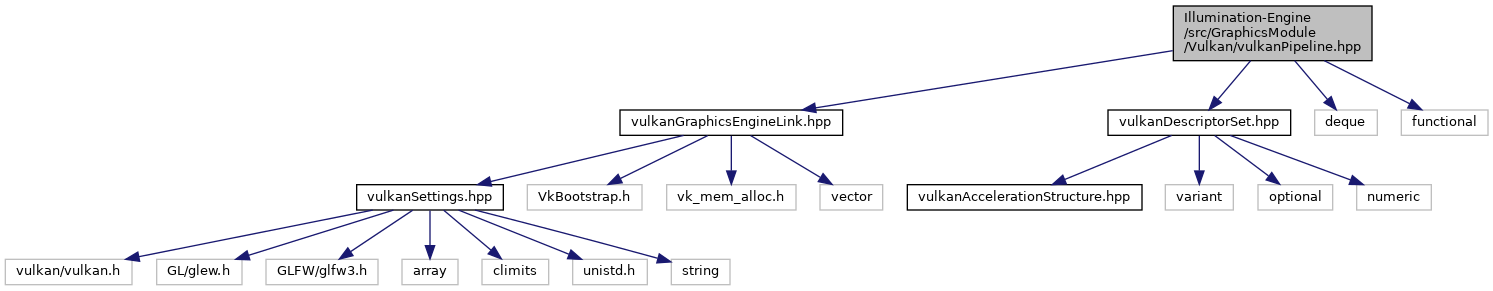 Illumination-Engine
/src/GraphicsModule
/Vulkan/vulkanPipeline.hpp
vulkanGraphicsEngineLink.hpp
vulkanDescriptorSet.hpp
deque
functional
vulkanSettings.hpp
VkBootstrap.h
vk_mem_alloc.h
vector
vulkanAccelerationStructure.hpp
variant
optional
numeric
vulkan/vulkan.h
GL/glew.h
GLFW/glfw3.h
array
climits
unistd.h
string